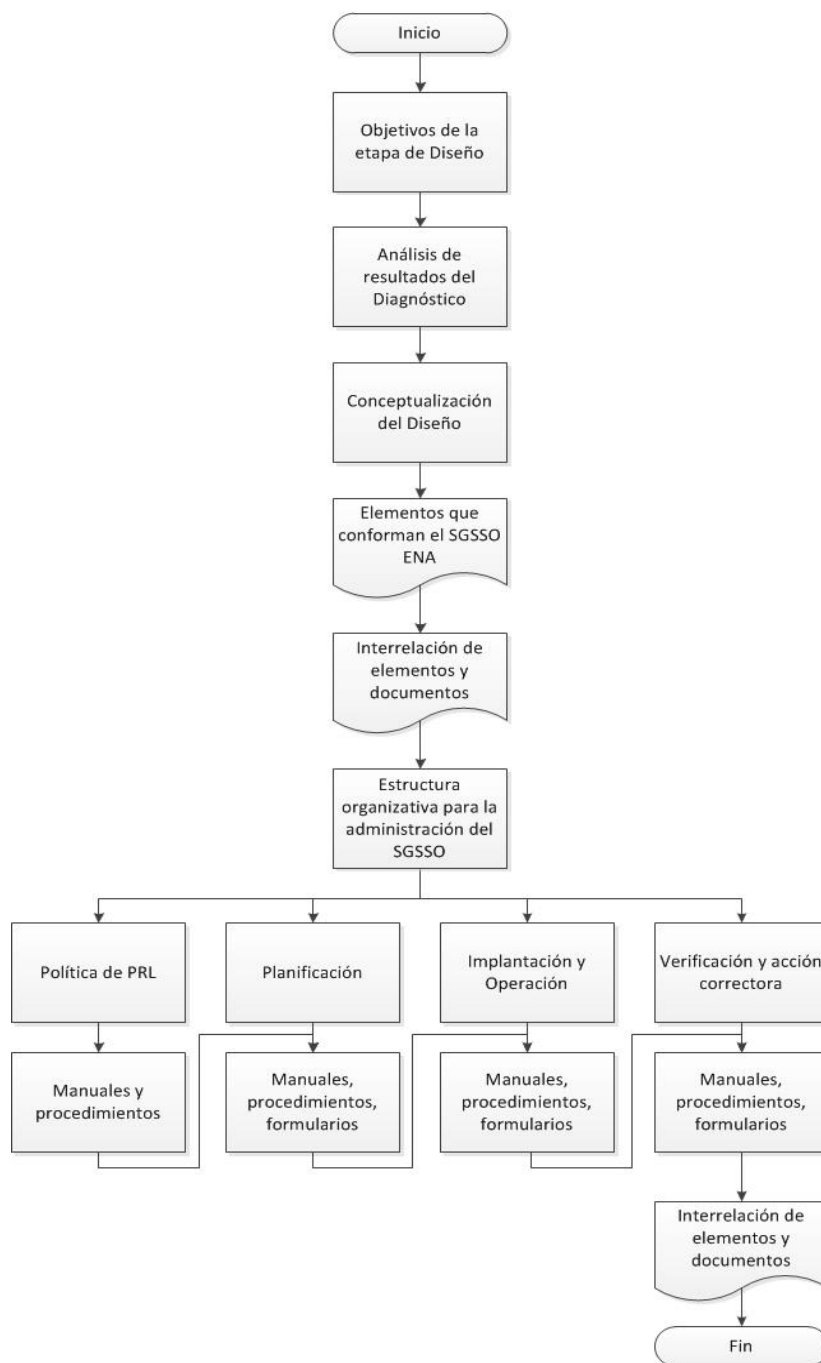 Inicio
Objetivos de la
etapa de Diseño
Análisis de
resultados del
Diagnóstico
Conceptualización
del Diseño
Elementos que
conforman el SGSSO
ENA
Interrelación de
elementos y
documentos
Estructura
organizativa para la
administración del
SGSSO
Política de PRL
Planificación
Implantación y
Operación
Verificación y acción
correctora
Manuales y
procedimientos
Manuales,
procedimientos,
formularios
Manuales,
procedimientos,
formularios
Manuales,
procedimientos,
formularios
Interrelación de
elementos y
documentos
Fin